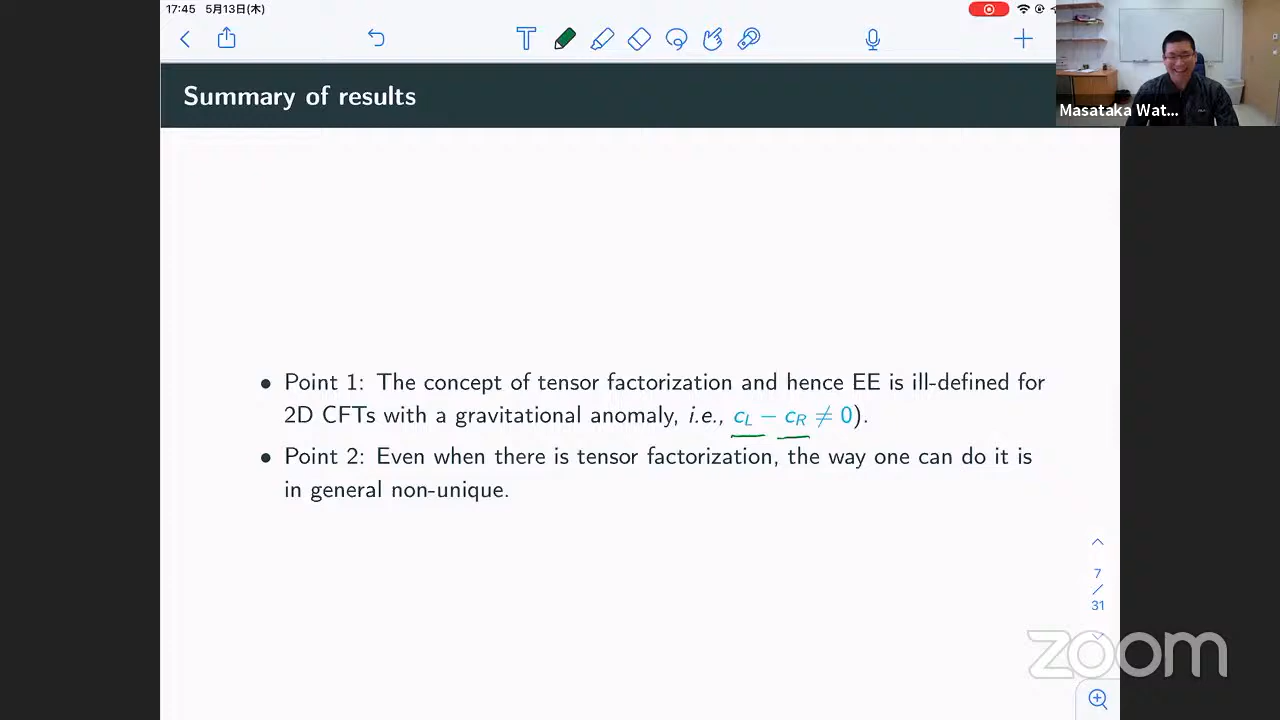 17:45 5月13日(木)
Summary of results
Masataka Wat...
• Point 1: The concept of tensor factorization and hence EE is ill-defined for
2D CFTs with a gravitational anomaly, i.e., c_L − c_R ≠ 0).
• Point 2: Even when there is tensor factorization, the way one can do it is
in general non-unique.
7
/
31
zoom